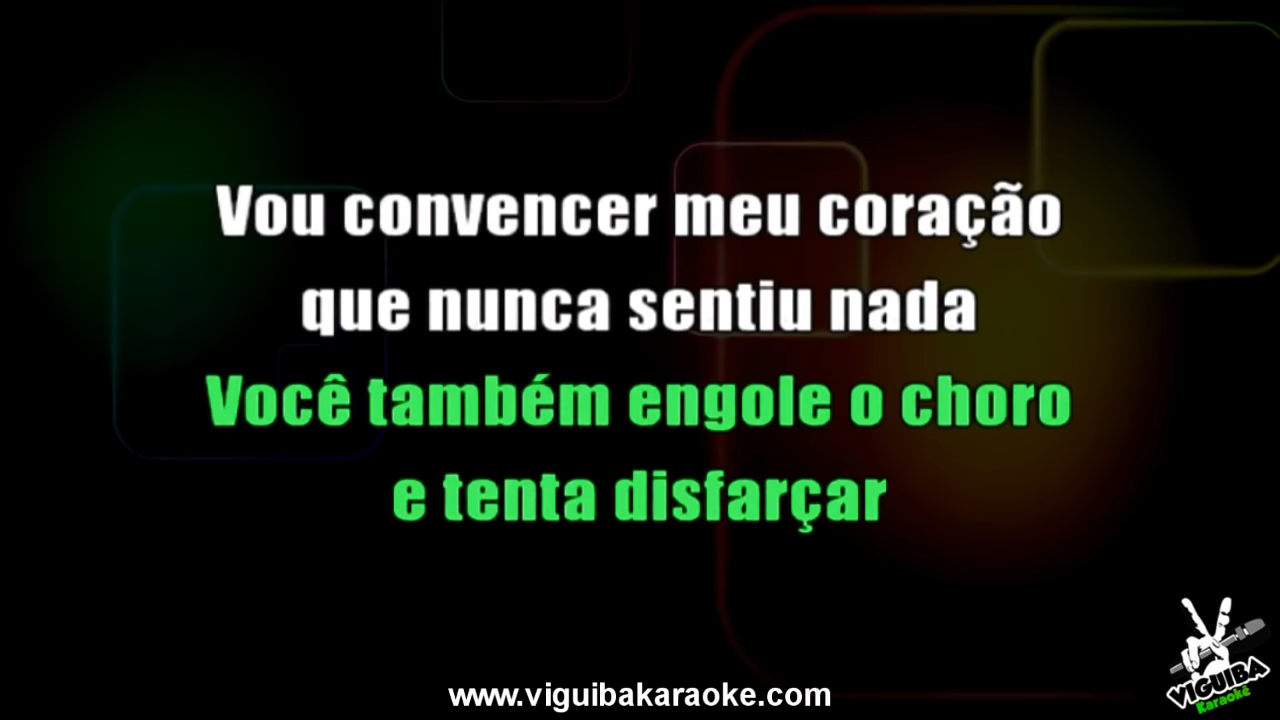 Vou convencer meu coração
que nunca sentiu nada
Você também engole o choro
e tenta disfarçar
VIGUIBA
Karaokê
www.viguibakaraoke.com